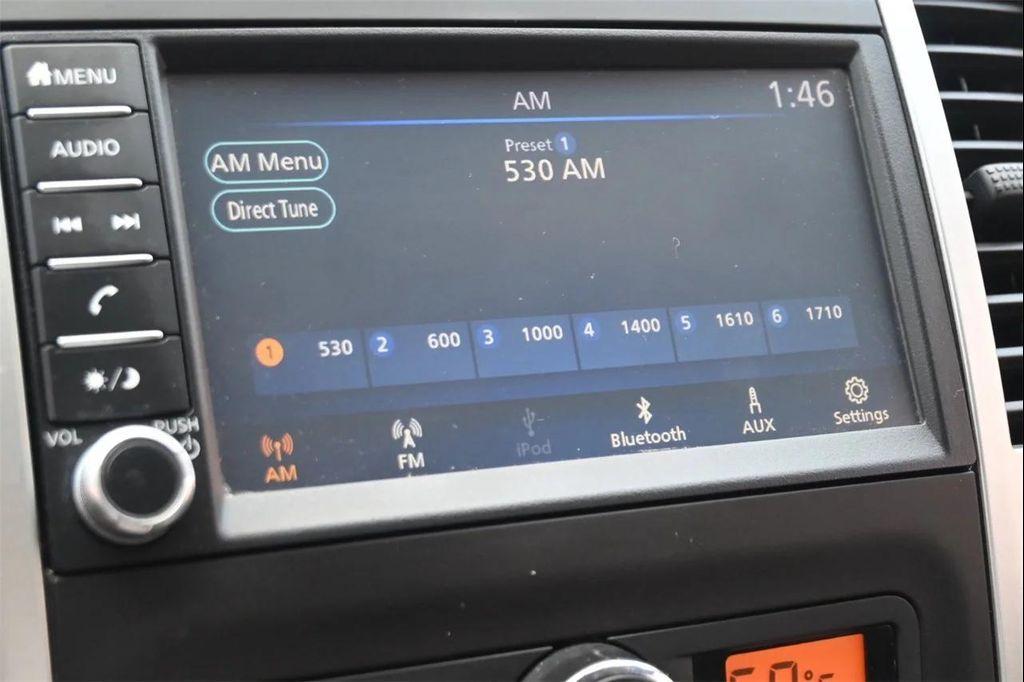 MENU
AUDIO
VOL
PUSH
AM
1:46
AM Menu
Direct Tune
Preset 1
530 AM
1 530 2 600 3 1000 4 1400 5 1610 6 1710
AM FM iPod Bluetooth AUX Settings